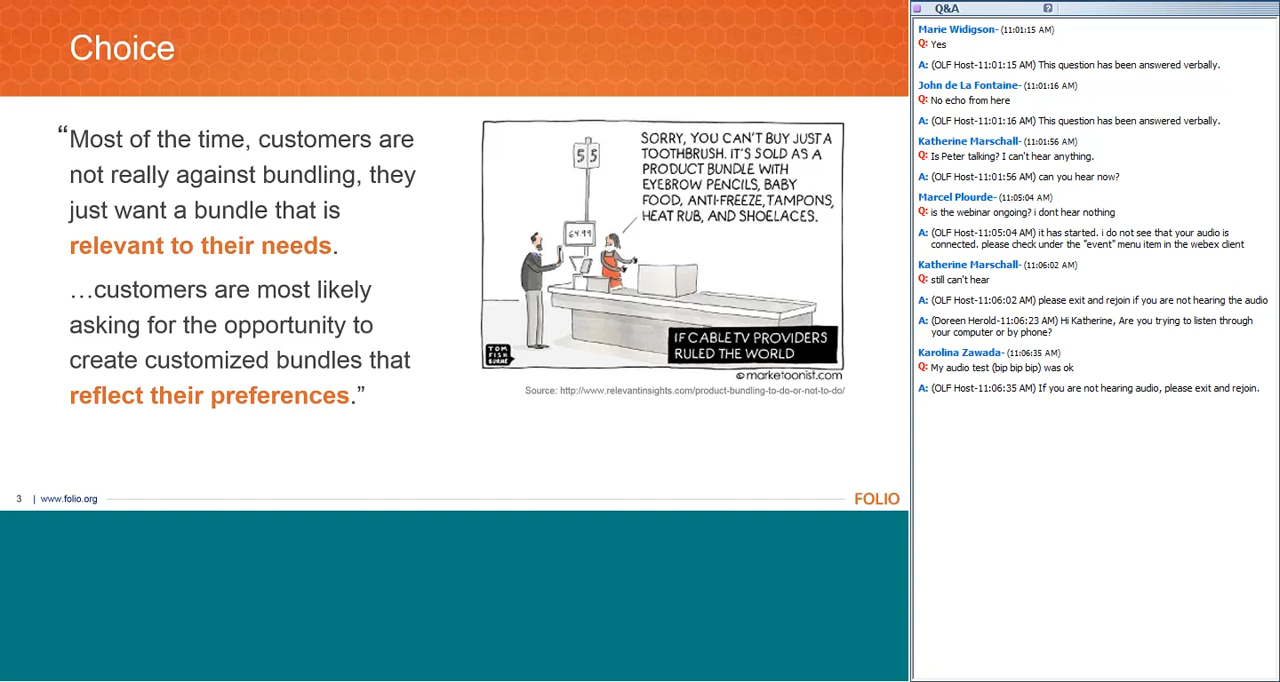 Choice
“Most of the time, customers are
not really against bundling, they
just want a bundle that is
relevant to their needs.
…customers are most likely
asking for the opportunity to
create customized bundles that
reflect their preferences.”
SORRY, YOU CAN'T BUY JUST A
TOOTHBRUSH. IT'S SOLD AS A
PRODUCT BUNDLE WITH
EYEBROW PENCILS, BABY
FOOD, ANTI-FREEZE, TAMPONS,
HEAT RUB, AND SHOELACES.
55
64.99
IF CABLE TV PROVIDERS
RULED THE WORLD
TOM
FISH
BURNE
© marketoonist.com
Source: http://www.relevantinsights.com/product-bundling-to-do-or-not-to-do/
3 | www.folio.org
FOLIO
Q&A
Marie Widigson- (11:01:15 AM)
Q: Yes
A: (OLF Host-11:01:15 AM) This question has been answered verbally.
John de La Fontaine- (11:01:16 AM)
Q: No echo from here
A: (OLF Host-11:01:16 AM) This question has been answered verbally.
Katherine Marschall- (11:01:56 AM)
Q: Is Peter talking? I can't hear anything.
A: (OLF Host-11:01:56 AM) can you hear now?
Marcel Plourde- (11:05:04 AM)
Q: is the webinar ongoing? i dont hear nothing
A: (OLF Host-11:05:04 AM) it has started. i do not see that your audio is
connected. please check under the "event" menu item in the webex client
Katherine Marschall- (11:06:02 AM)
Q: still can't hear
A: (OLF Host-11:06:02 AM) please exit and rejoin if you are not hearing the audio
A: (Doreen Herold-11:06:23 AM) Hi Katherine, Are you trying to listen through
your computer or by phone?
Karolina Zawada- (11:06:35 AM)
Q: My audio test (bip bip bip) was ok
A: (OLF Host-11:06:35 AM) If you are not hearing audio, please exit and rejoin.